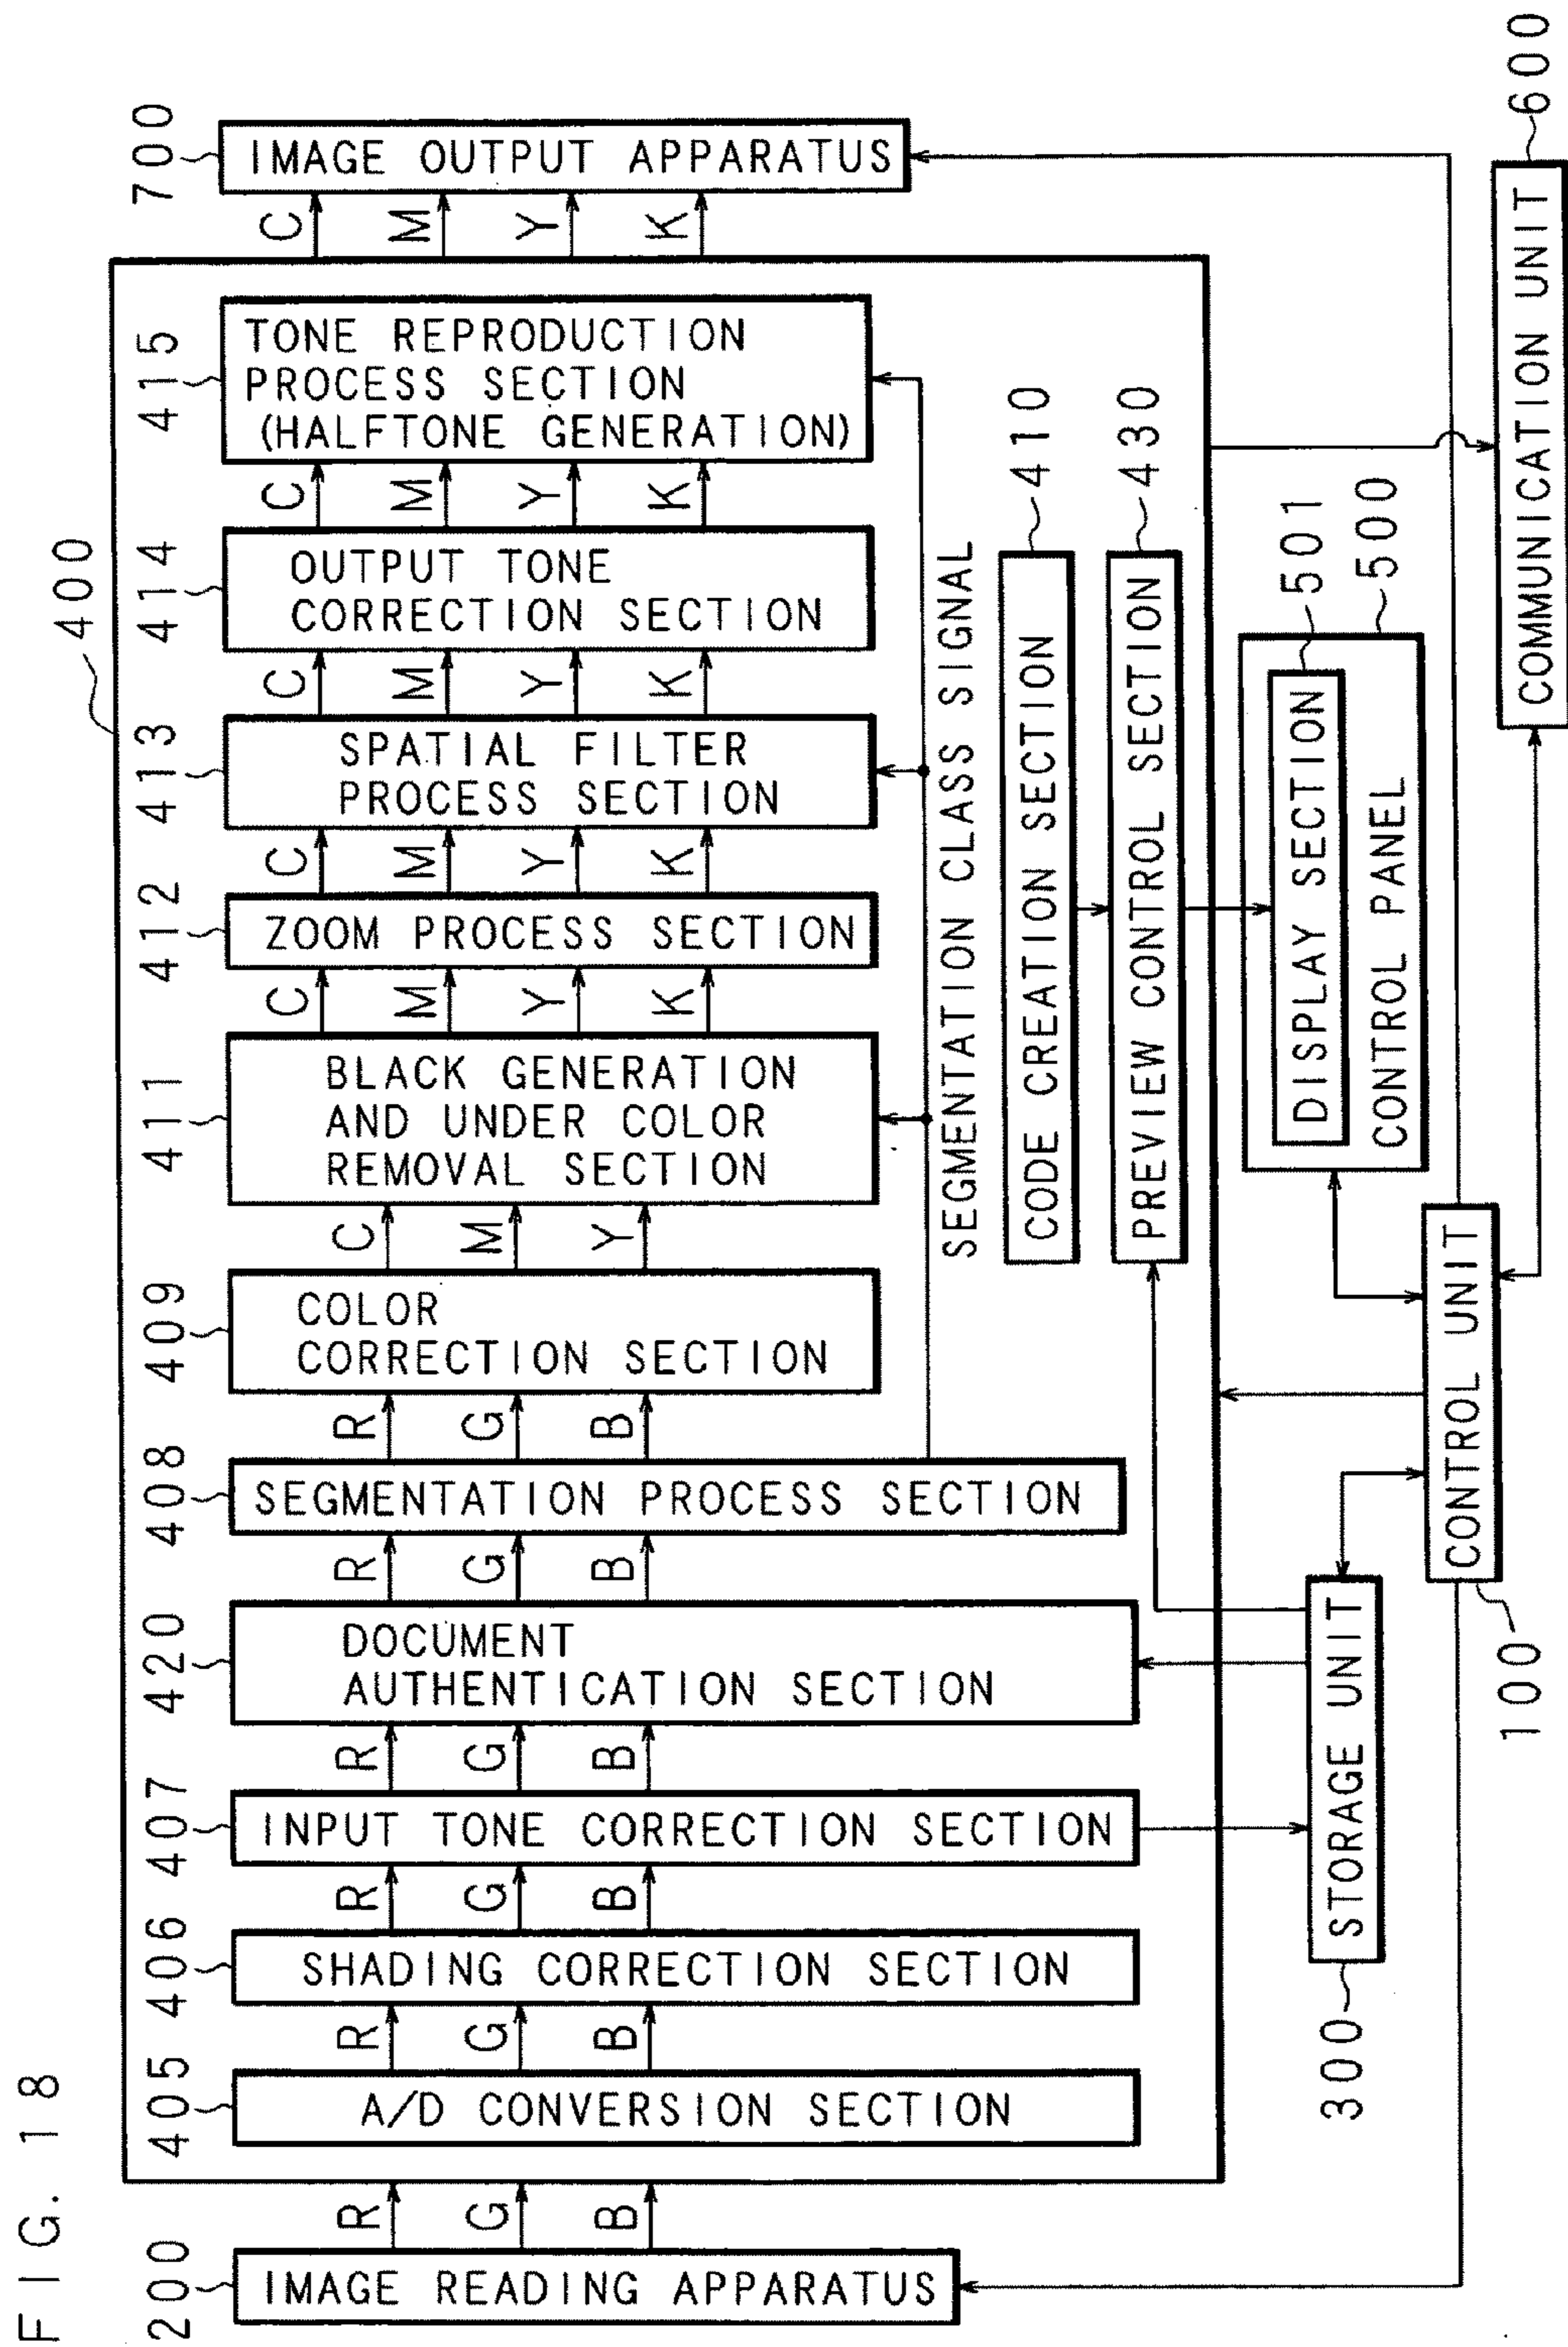 FIG. 18
200
IMAGE READING APPARATUS
R
G
B
400
405
A/D CONVERSION SECTION
R
G
B
406
SHADING CORRECTION SECTION
R
G
B
407
INPUT TONE CORRECTION SECTION
R
G
B
420
DOCUMENT
AUTHENTICATION SECTION
R
G
B
408
SEGMENTATION PROCESS SECTION
R
G
B
409
COLOR
CORRECTION SECTION
C
M
Y
411
BLACK GENERATION
AND UNDER COLOR
REMOVAL SECTION
C
M
Y
K
412
ZOOM PROCESS SECTION
C
M
Y
K
413
SPATIAL FILTER
PROCESS SECTION
C
M
Y
K
414
OUTPUT TONE
CORRECTION SECTION
C
M
Y
K
415
TONE REPRODUCTION
PROCESS SECTION
(HALFTONE GENERATION)
C
M
Y
K
700
IMAGE OUTPUT APPARATUS
SEGMENTATION CLASS SIGNAL
CODE CREATION SECTION
410
PREVIEW CONTROL SECTION
430
DISPLAY SECTION
501
CONTROL PANEL
500
300
STORAGE UNIT
100
CONTROL UNIT
COMMUNICATION UNIT
600